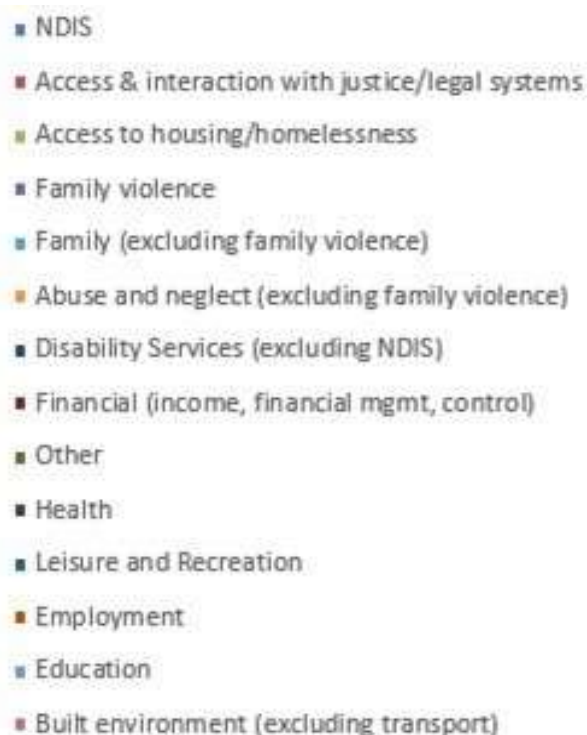 NDIS
Access & interaction with justice/legal systems
Access to housing/homelessness
Family violence
Family (excluding family violence)
Abuse and neglect (excluding family violence)
Disability Services (excluding NDIS)
Financial (income, financial mgmt, control)
Other
Health
Leisure and Recreation
Employment
Education
Built environment (excluding transport)